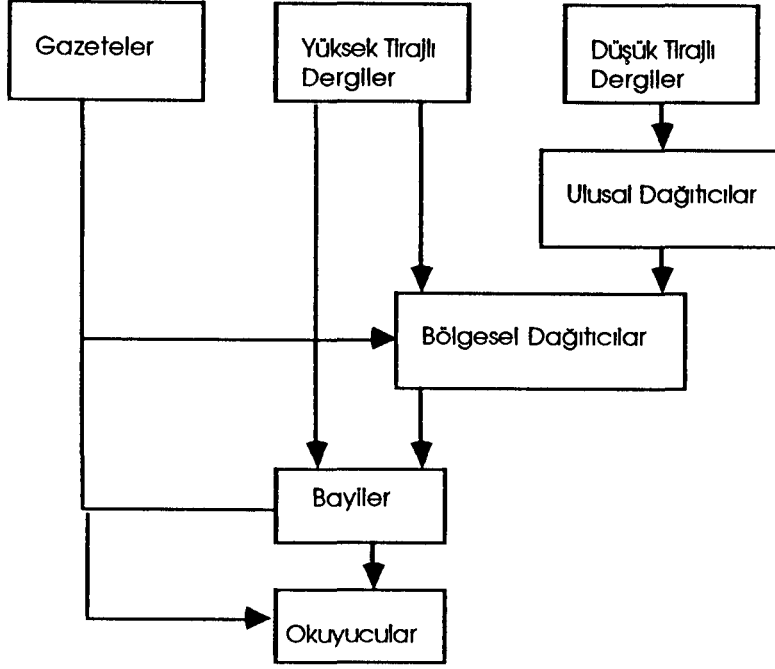 Gazeteler
Yüksek Tirajlı
Dergiler
Düşük Tirajlı
Dergiler
Ulusal Dağıtıcılar
Bölgesel Dağıtıcılar
Bayiler
Okuyucular